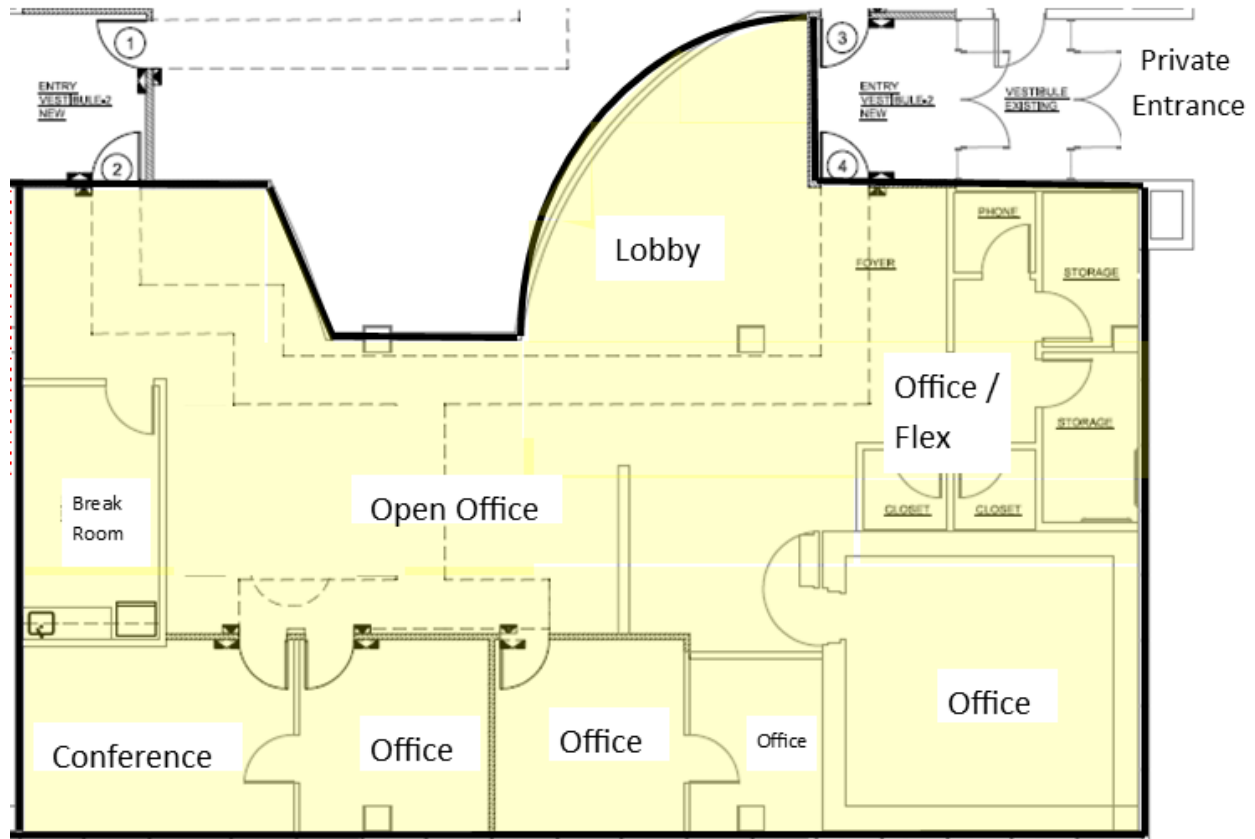 1
3
Private
Entrance
ENTRY
VESTIBULE•2
NEW
ENTRY
VESTIBULE•2
NEW
VESTIBULE
EXISTING
2
4
PHONE
Lobby
FOYER
STORAGE
Office /
Flex
STORAGE
Break
Room
Open Office
CLOSET
CLOSET
Conference
Office
Office
Office
Office